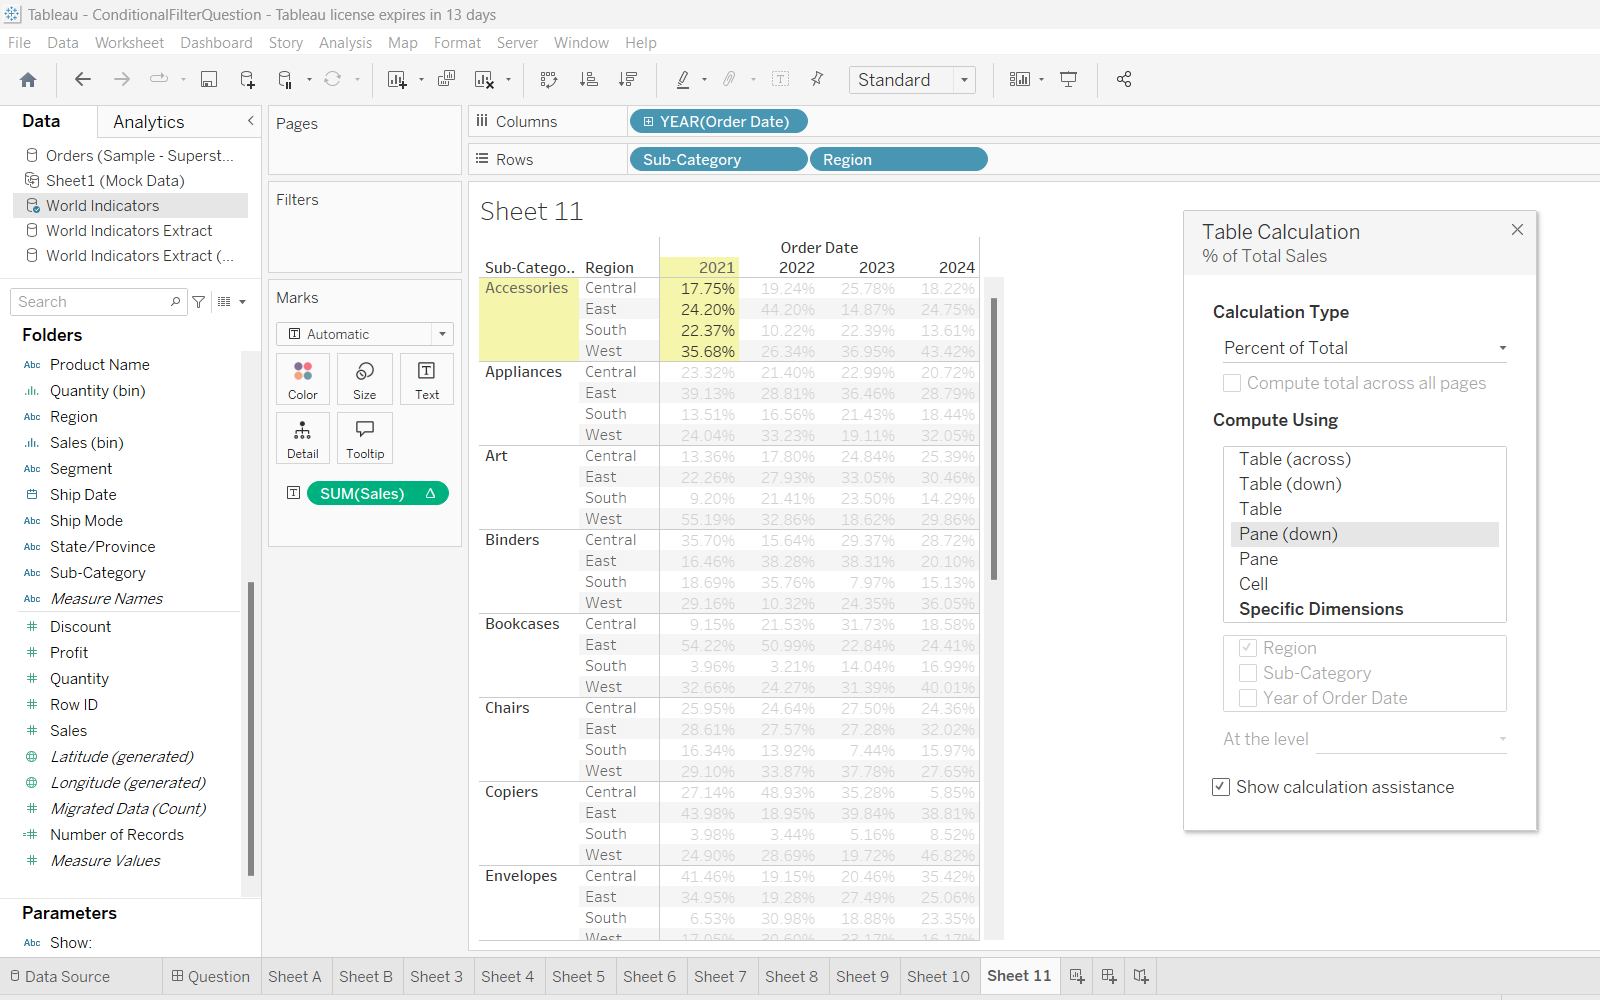 Tableau - ConditionalFilterQuestion - Tableau license expires in 13 days
File Data Worksheet Dashboard Story Analysis Map Format Server Window Help
Standard
Data Analytics
Orders (Sample - Superst...
Sheet1 (Mock Data)
World Indicators
World Indicators Extract
World Indicators Extract (...
Search
Folders
Abc Product Name
Quantity (bin)
Abc Region
Sales (bin)
Abc Segment
Ship Date
Abc Ship Mode
Abc State/Province
Abc Sub-Category
Abc Measure Names
# Discount
# Profit
# Quantity
# Row ID
# Sales
Latitude (generated)
Longitude (generated)
# Migrated Data (Count)
=# Number of Records
# Measure Values
Parameters
Abc Show:
Pages
Filters
Marks
Automatic
Color Size Text
Detail Tooltip
SUM(Sales) Δ
Columns YEAR(Order Date)
Rows Sub-Category Region
Sheet 11
Order Date
Sub-Catego.. Region 2021 2022 2023 2024
Accessories Central 17.75% 19.24% 25.78% 18.22%
East 24.20% 44.20% 14.87% 24.75%
South 22.37% 10.22% 22.39% 13.61%
West 35.68% 26.34% 36.95% 43.42%
Appliances Central 23.32% 21.40% 22.99% 20.72%
East 39.13% 28.81% 36.46% 28.79%
South 13.51% 16.56% 21.43% 18.44%
West 24.04% 33.23% 19.11% 32.05%
Art Central 13.36% 17.80% 24.84% 25.39%
East 22.26% 27.93% 33.05% 30.46%
South 9.20% 21.41% 23.50% 14.29%
West 55.19% 32.86% 18.62% 29.86%
Binders Central 35.70% 15.64% 29.37% 28.72%
East 16.46% 38.28% 38.31% 20.10%
South 18.69% 35.76% 7.97% 15.13%
West 29.16% 10.32% 24.35% 36.05%
Bookcases Central 9.15% 21.53% 31.73% 18.58%
East 54.22% 50.99% 22.84% 24.41%
South 3.96% 3.21% 14.04% 16.99%
West 32.66% 24.27% 31.39% 40.01%
Chairs Central 25.95% 24.64% 27.50% 24.36%
East 28.61% 27.57% 27.28% 32.02%
South 16.34% 13.92% 7.44% 15.97%
West 29.10% 33.87% 37.78% 27.65%
Copiers Central 27.14% 48.93% 35.28% 5.85%
East 43.98% 18.95% 39.84% 38.81%
South 3.98% 3.44% 5.16% 8.52%
West 24.90% 28.69% 19.72% 46.82%
Envelopes Central 41.46% 19.15% 20.46% 35.42%
East 34.95% 19.28% 27.49% 25.06%
South 6.53% 30.98% 18.88% 23.35%
West 17.05% 30.60% 33.17% 16.17%
Table Calculation
% of Total Sales
Calculation Type
Percent of Total
Compute total across all pages
Compute Using
Table (across)
Table (down)
Table
Pane (down)
Pane
Cell
Specific Dimensions
Region
Sub-Category
Year of Order Date
At the level
Show calculation assistance
Data Source Question Sheet A Sheet B Sheet 3 Sheet 4 Sheet 5 Sheet 6 Sheet 7 Sheet 8 Sheet 9 Sheet 10 Sheet 11